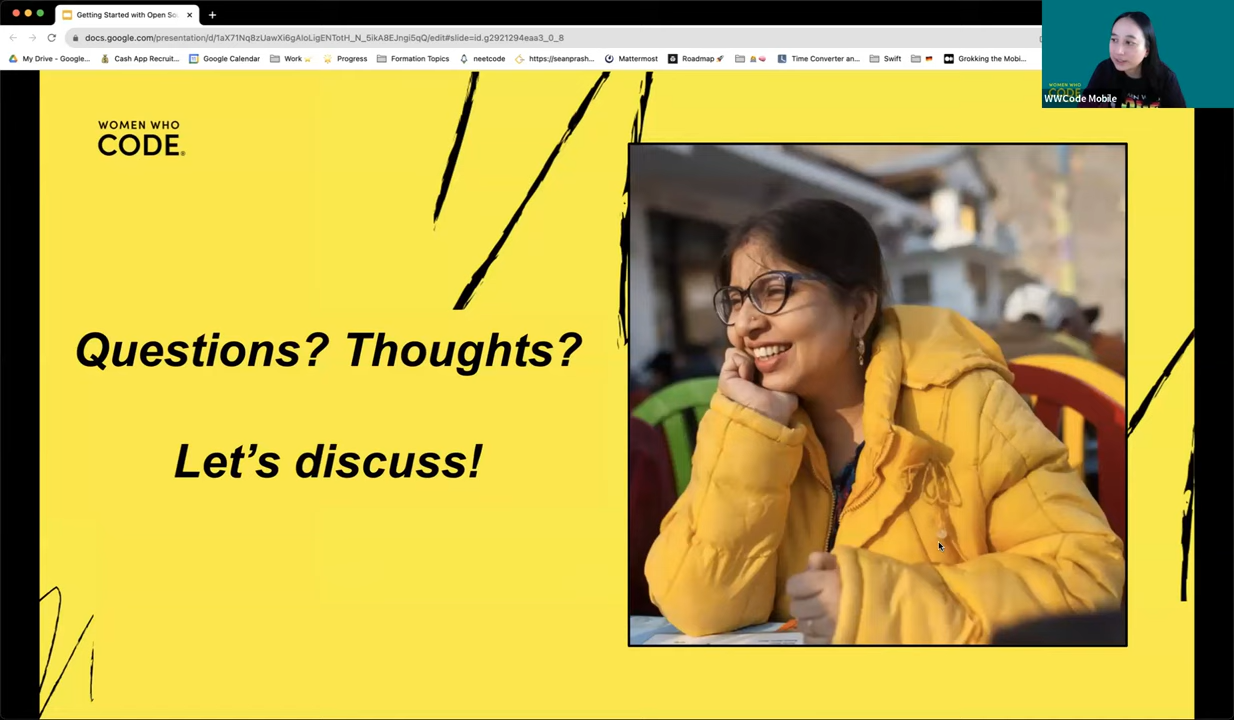 Getting Started with Open So
docs.google.com/presentation/d/1aX71Nq8zUawXi6gAloLigENTotH_N_5ikA8EJngi5qQ/edit#slide=id.g2921294eaa3_0_8
My Drive - Google...
Cash App Recruit...
Google Calendar
Work
Progress
Formation Topics
neetcode
https://seanprash...
Mattermost
Roadmap 🚀
Time Converter an...
Swift
Grokking the Mobi...
WWCode Mobile
WOMEN WHO
CODE®
Questions? Thoughts?
Let's discuss!